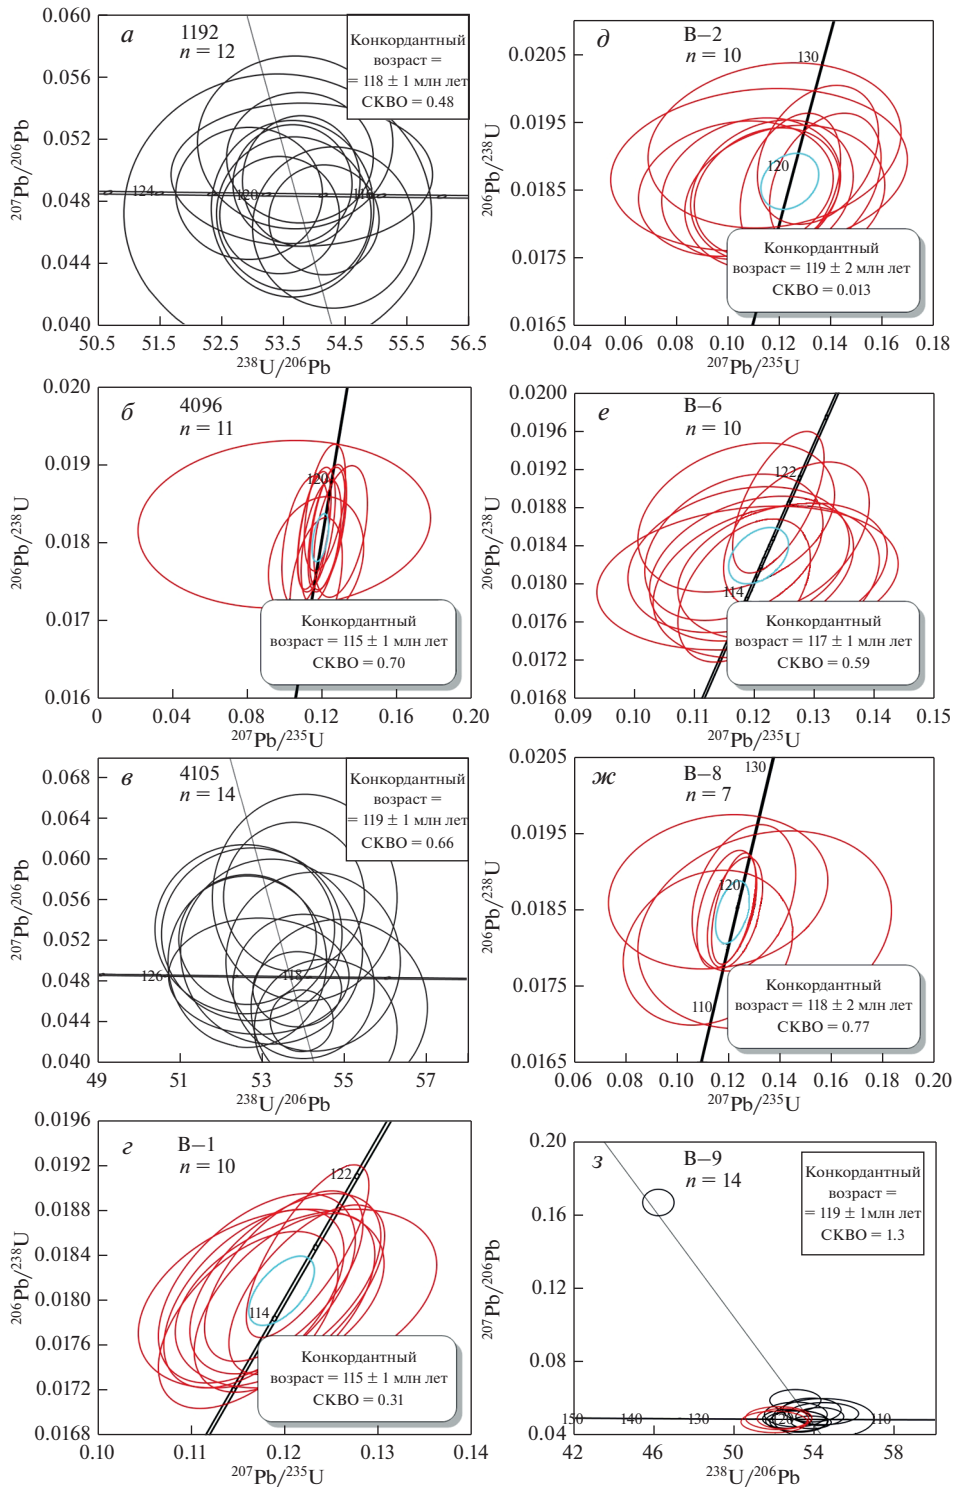 а
1192
n = 12
Конкордантный
возраст =
= 118 ± 1 млн лет
СКВО = 0.48
0.060
0.056
0.052
0.048
0.044
0.040
124
120
50.5 51.5 52.5 53.5 54.5 55.5 56.5
²⁰⁷Pb/²⁰⁶Pb
²³⁸U/²⁰⁶Pb
д
В–2
n = 10
130
120
0.0205
0.0195
0.0185
0.0175
0.0165
Конкордантный
возраст = 119 ± 2 млн лет
СКВО = 0.013
0.04 0.06 0.08 0.10 0.12 0.14 0.16 0.18
²⁰⁶Pb/²³⁸U
²⁰⁷Pb/²³⁵U
б
4096
n = 11
120
0.020
0.019
0.018
0.017
0.016
Конкордантный
возраст = 115 ± 1 млн лет
СКВО = 0.70
0 0.04 0.08 0.12 0.16 0.20
²⁰⁶Pb/²³⁸U
²⁰⁷Pb/²³⁵U
е
В–6
n = 10
122
114
0.0200
0.0196
0.0192
0.0188
0.0184
0.0180
0.0176
0.0172
0.0168
Конкордантный
возраст = 117 ± 1 млн лет
СКВО = 0.59
0.09 0.10 0.11 0.12 0.13 0.14 0.15
²⁰⁶Pb/²³⁸U
²⁰⁷Pb/²³⁵U
в
4105
n = 14
Конкордантный
возраст =
= 119 ± 1 млн лет
СКВО = 0.66
0.068
0.064
0.060
0.056
0.052
0.048
0.044
0.040
126
118
49 51 53 55 57
²⁰⁷Pb/²⁰⁶Pb
²³⁸U/²⁰⁶Pb
ж
В–8
n = 7
130
120
110
0.0205
0.0195
0.0185
0.0175
0.0165
Конкордантный
возраст = 118 ± 2 млн лет
СКВО = 0.77
0.06 0.08 0.10 0.12 0.14 0.16 0.18 0.20
²⁰⁶Pb/²³⁸U
²⁰⁷Pb/²³⁵U
г
В–1
n = 10
122
114
0.0196
0.0192
0.0188
0.0184
0.0180
0.0176
0.0172
0.0168
Конкордантный
возраст = 115 ± 1 млн лет
СКВО = 0.31
0.10 0.11 0.12 0.13 0.14
²⁰⁶Pb/²³⁸U
²⁰⁷Pb/²³⁵U
з
В–9
n = 14
Конкордантный
возраст =
= 119 ± 1млн лет
СКВО = 1.3
0.20
0.16
0.12
0.08
0.04
150 140 130 120 110
42 46 50 54 58
²⁰⁷Pb/²⁰⁶Pb
²³⁸U/²⁰⁶Pb